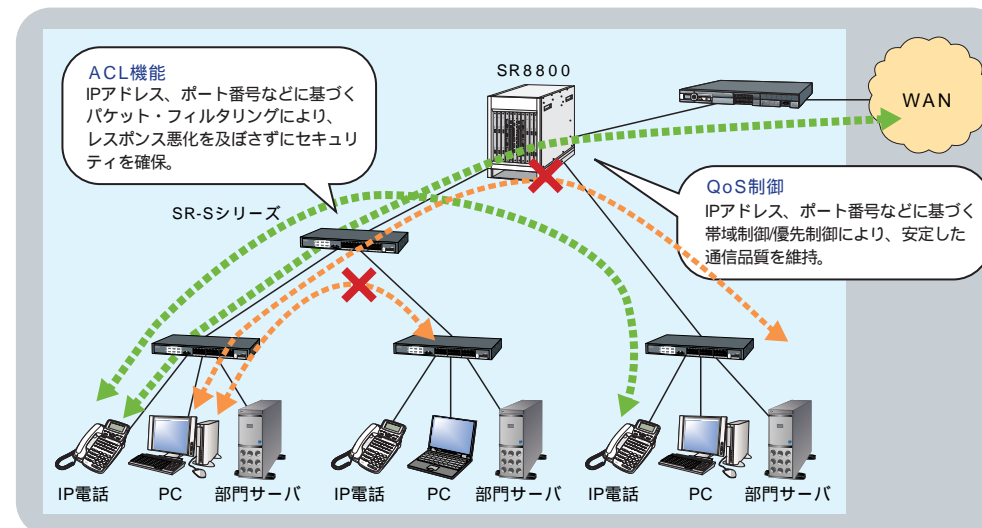 ACL機能
IPアドレス、ポート番号などに基づく
パケット・フィルタリングにより、
レスポンス悪化を及ぼさずにセキュリ
ティを確保。
SR8800
WAN
QoS制御
IPアドレス、ポート番号などに基づく
帯域制御/優先制御により、安定した
通信品質を維持。
SR-Sシリーズ
IP電話 PC 部門サーバ IP電話 PC 部門サーバ IP電話 PC 部門サーバ